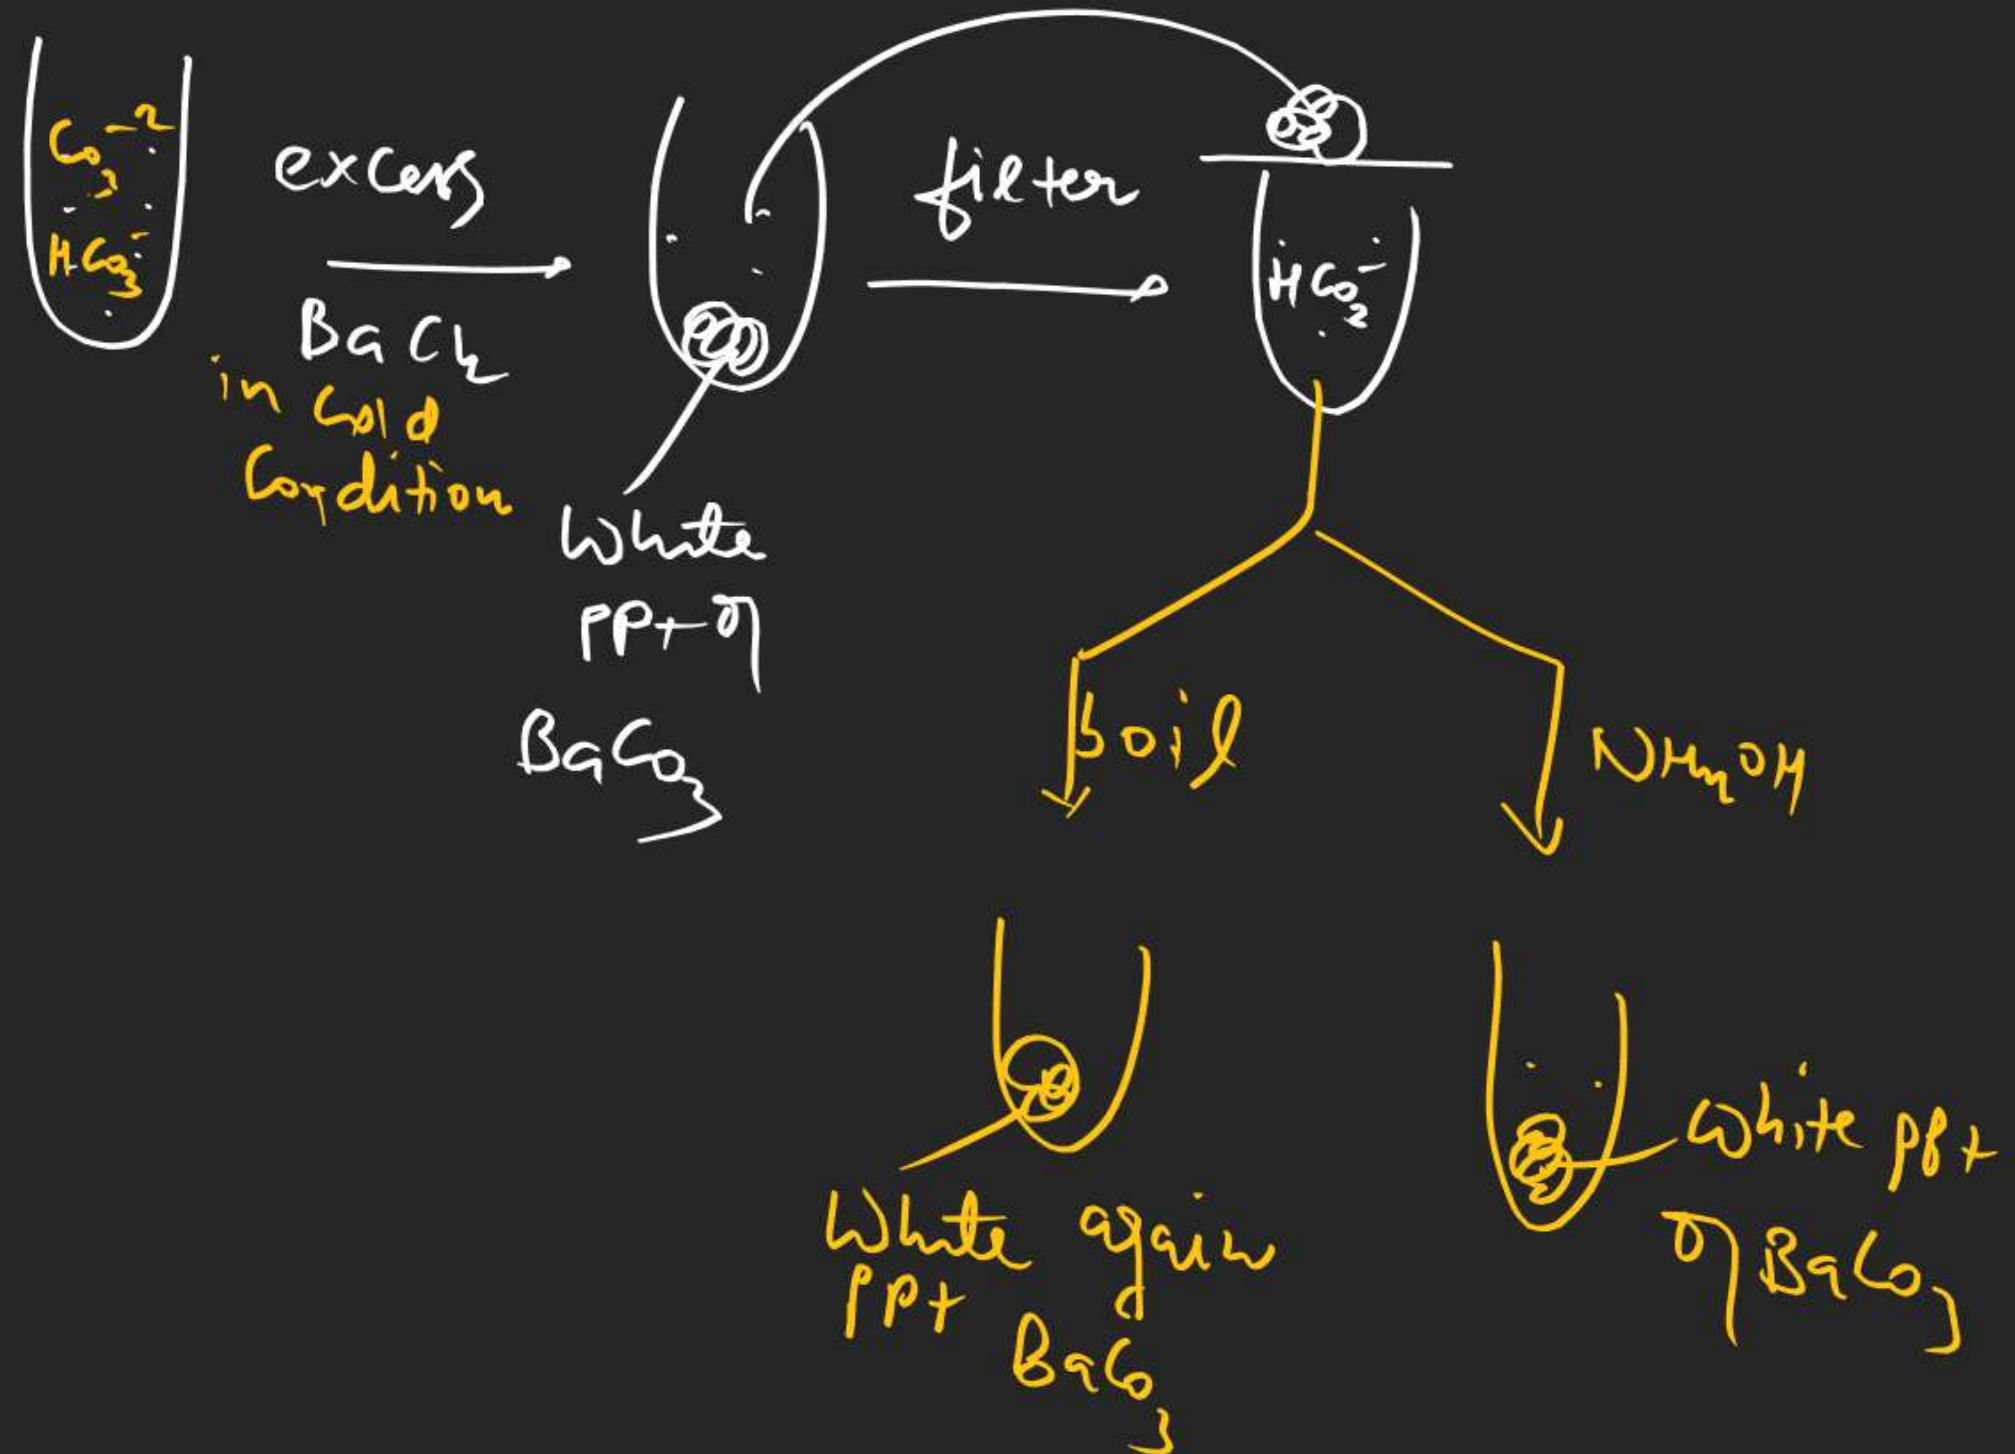 CO3^-2
HCO3^-
excess
BaCl2
in Cold
Condition
White
PPt of
BaCO3
filter
HCO2^-
boil
NH4OH
White again
PPt
BaCO3
White ppt
of BaCO3